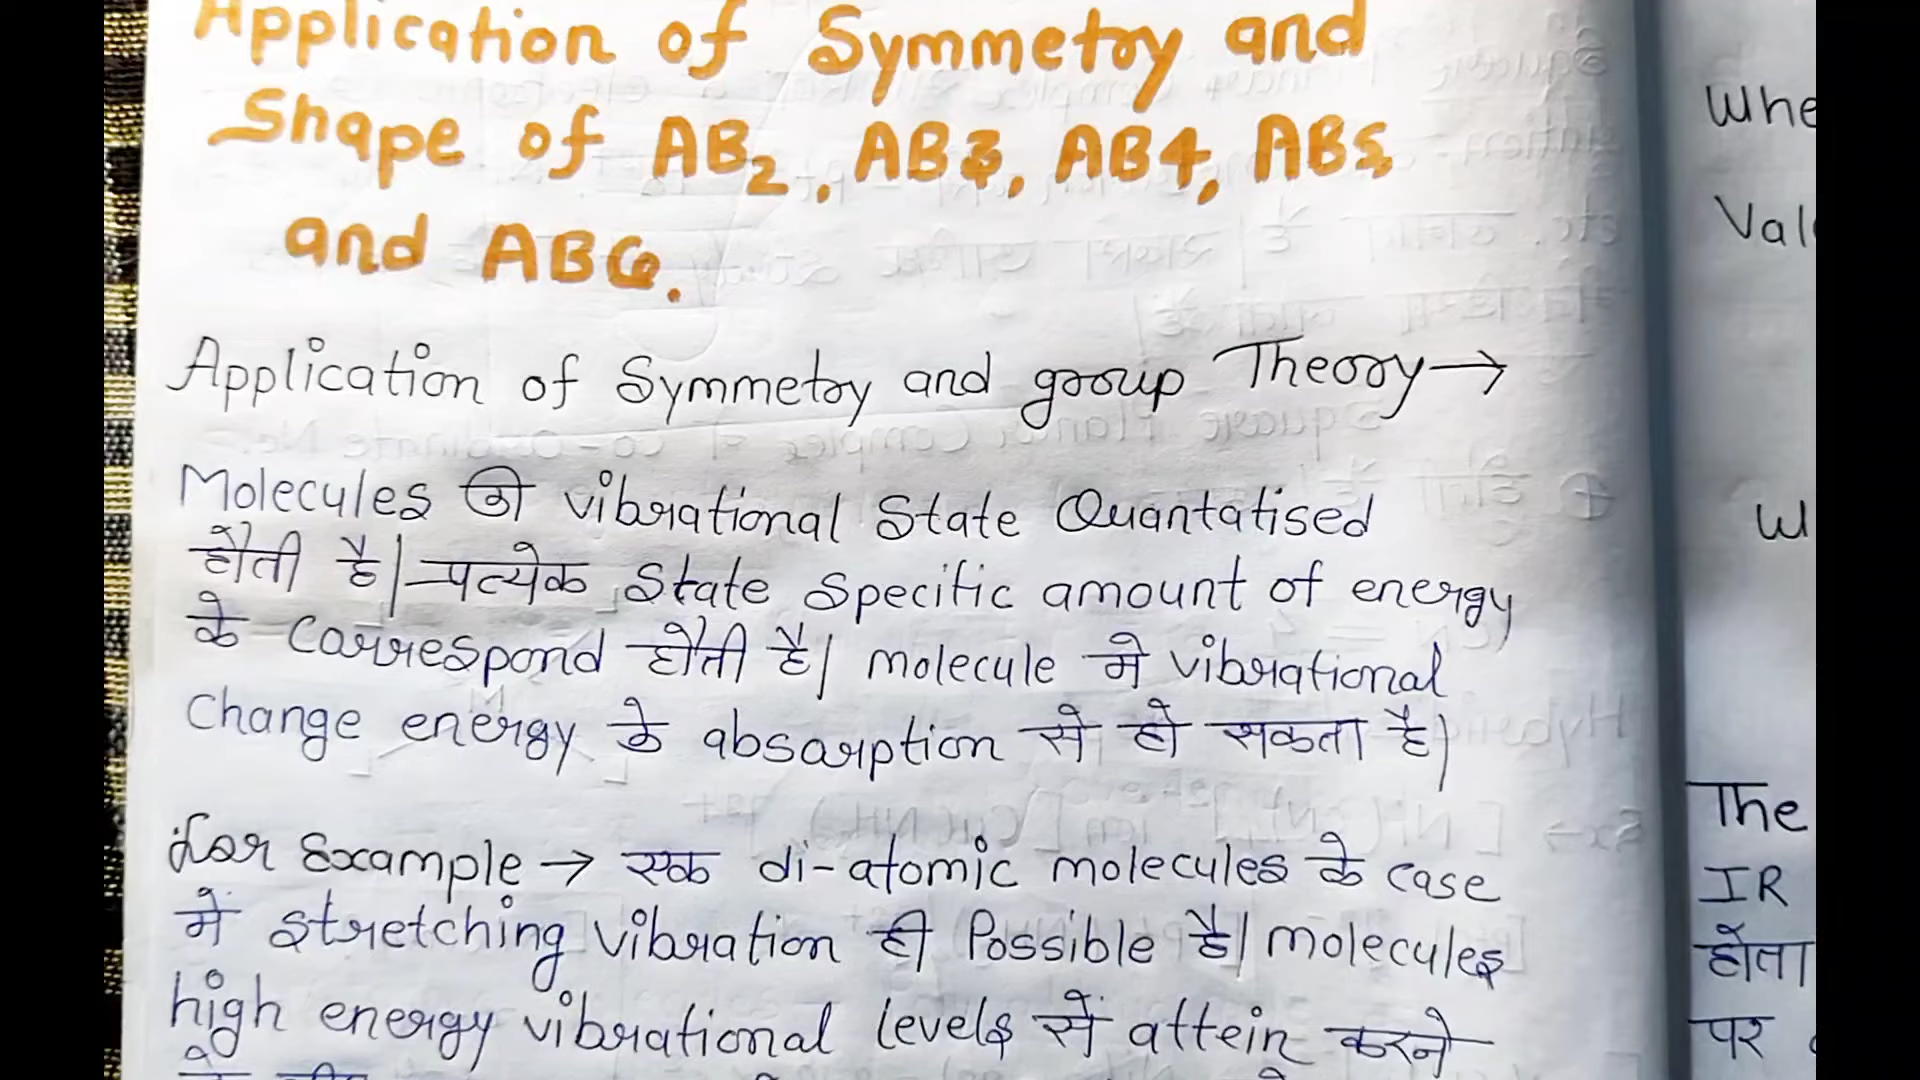 Application of Symmetry and
Shape of AB2, AB3, AB4, AB5
and AB6.
Application of Symmetry and group Theory→
Molecules की vibrational State Quantatised
होती है| प्रत्येक State Specific amount of energy
के Correspond होती है| molecule मे vibrational
Change energy के absorption से हो सकता है|
For Example → एक di-atomic molecules के case
में stretching vibration ही Possible है| molecules
high energy vibrational levels से attein करने
Whe
Val
W
The
IR
होता
पर